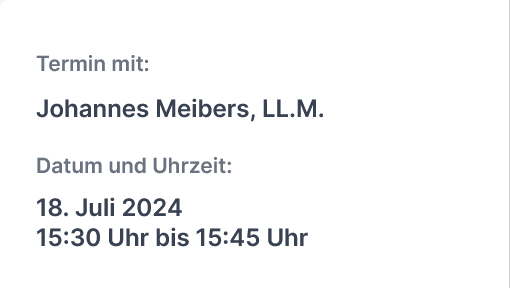 Termin mit:
Johannes Meibers, LL.M.
Datum und Uhrzeit:
18. Juli 2024
15:30 Uhr bis 15:45 Uhr